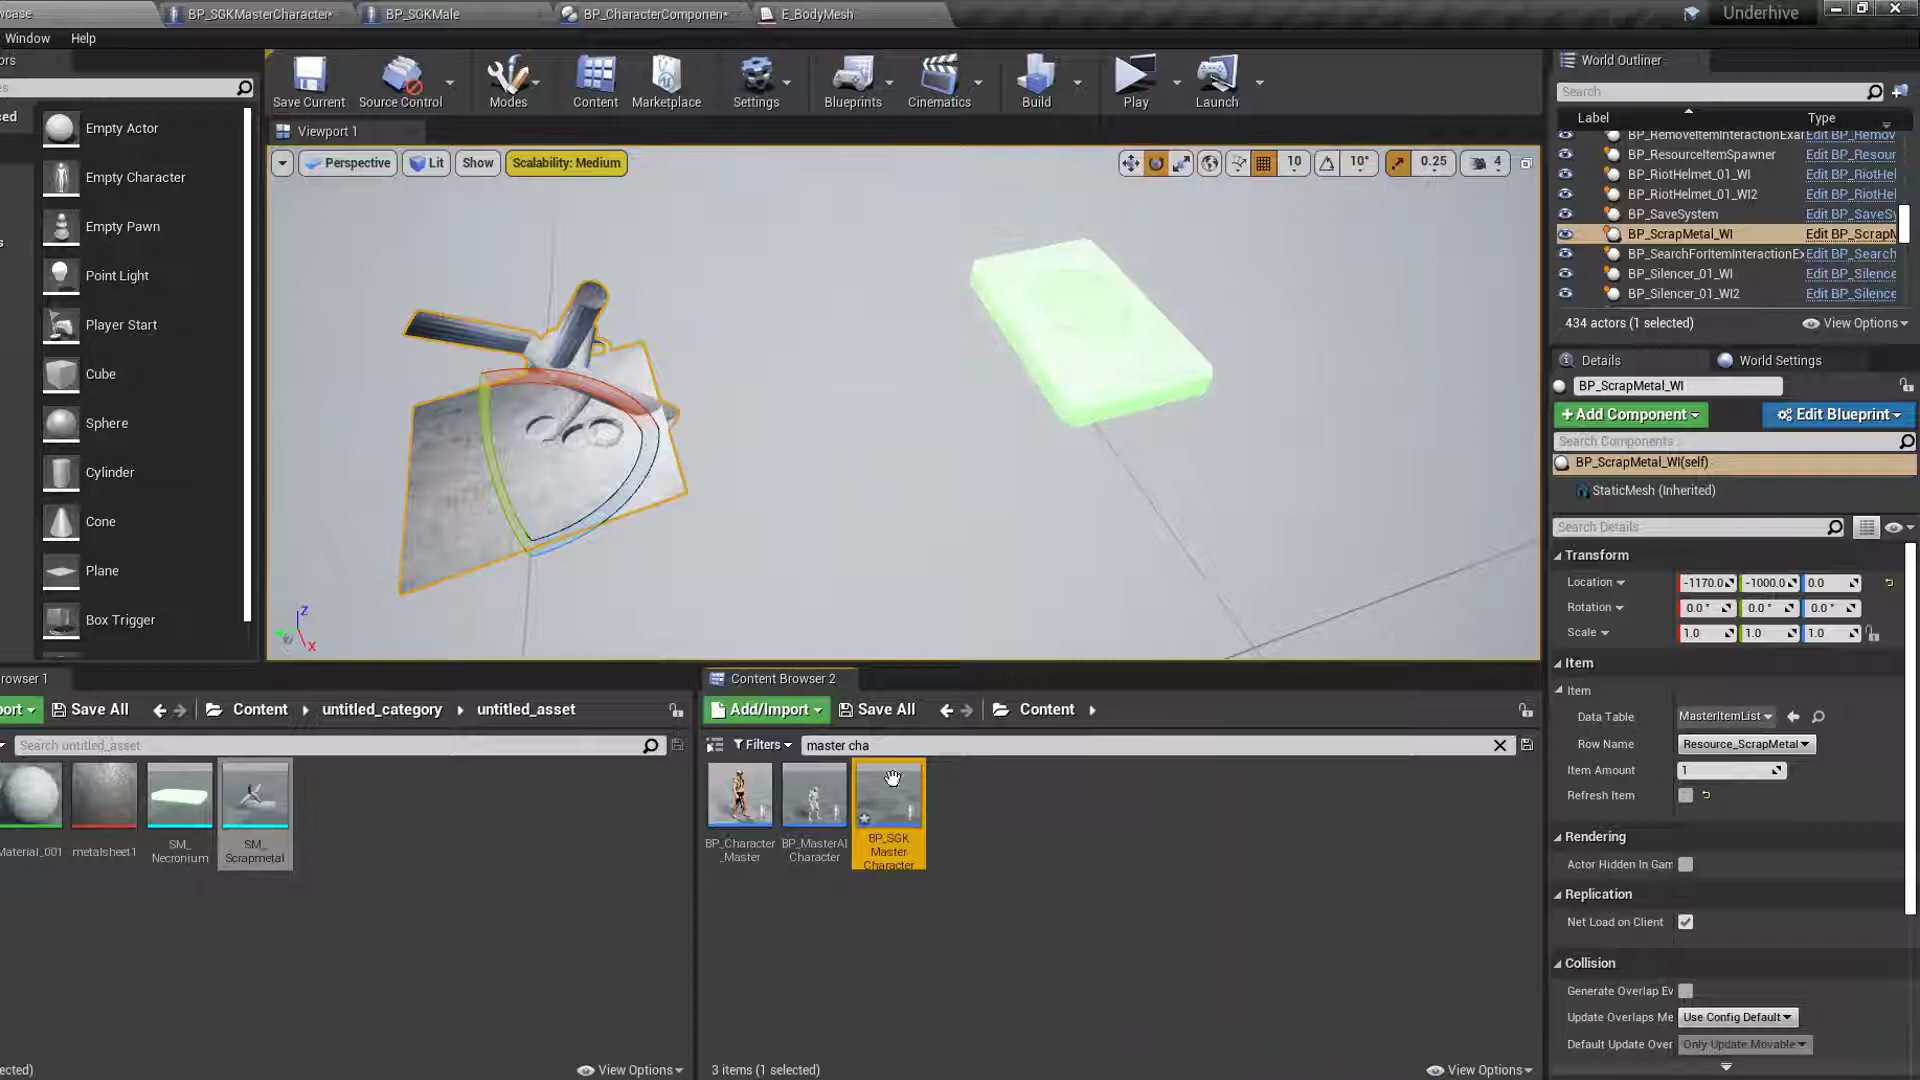 wcase
BP_SGKMasterCharacter*
BP_SGKMale
BP_CharacterComponen*
E_BodyMesh
Underhive
Window
Help
ors
Save Current
Source Control
Modes
Content
Marketplace
Settings
Blueprints
Cinematics
Build
Play
Launch
World Outliner
es
Search
ced
Empty Actor
Empty Character
Empty Pawn
Point Light
Player Start
Cube
Sphere
Cylinder
Cone
Plane
Box Trigger
s
Viewport 1
Perspective
Lit
Show
Scalability: Medium
10
10°
0.25
4
Z
X
Label
Type
BP_RemoveItemInteractionExar
Edit BP_Remov
BP_ResourceItemSpawner
Edit BP_Resour
BP_RiotHelmet_01_WI
Edit BP_RiotHel
BP_RiotHelmet_01_WI2
Edit BP_RiotHel
BP_SaveSystem
Edit BP_SaveSy
BP_ScrapMetal_WI
Edit BP_ScrapM
BP_SearchForItemInteractionEx
Edit BP_Search
BP_Silencer_01_WI
Edit BP_Silence
BP_Silencer_01_WI2
Edit BP_Silence
434 actors (1 selected)
View Options
Details
World Settings
BP_ScrapMetal_WI
+Add Component
Edit Blueprint
Search Components
BP_ScrapMetal_WI(self)
StaticMesh (Inherited)
Search Details
Transform
Location
-1170.0
-1000.0
0.0
Rotation
0.0 °
0.0 °
0.0 °
Scale
1.0
1.0
1.0
Item
Item
Data Table
MasterItemList
Row Name
Resource_ScrapMetal
Item Amount
1
Refresh Item
Rendering
Actor Hidden In Gam
Replication
Net Load on Client
Collision
Generate Overlap Ev
Update Overlaps Me
Use Config Default
Default Update Over
Only Update Movable
rowser 1
port
Save All
Content
untitled_category
untitled_asset
Search untitled_asset
Material_001
metalsheet1
SM_
Necronium
SM_
Scrapmetal
ected)
View Options
Content Browser 2
Add/Import
Save All
Content
Filters
master cha
BP_Character
_Master
BP_MasterAI
Character
BP_SGK
Master
Character
3 items (1 selected)
View Options